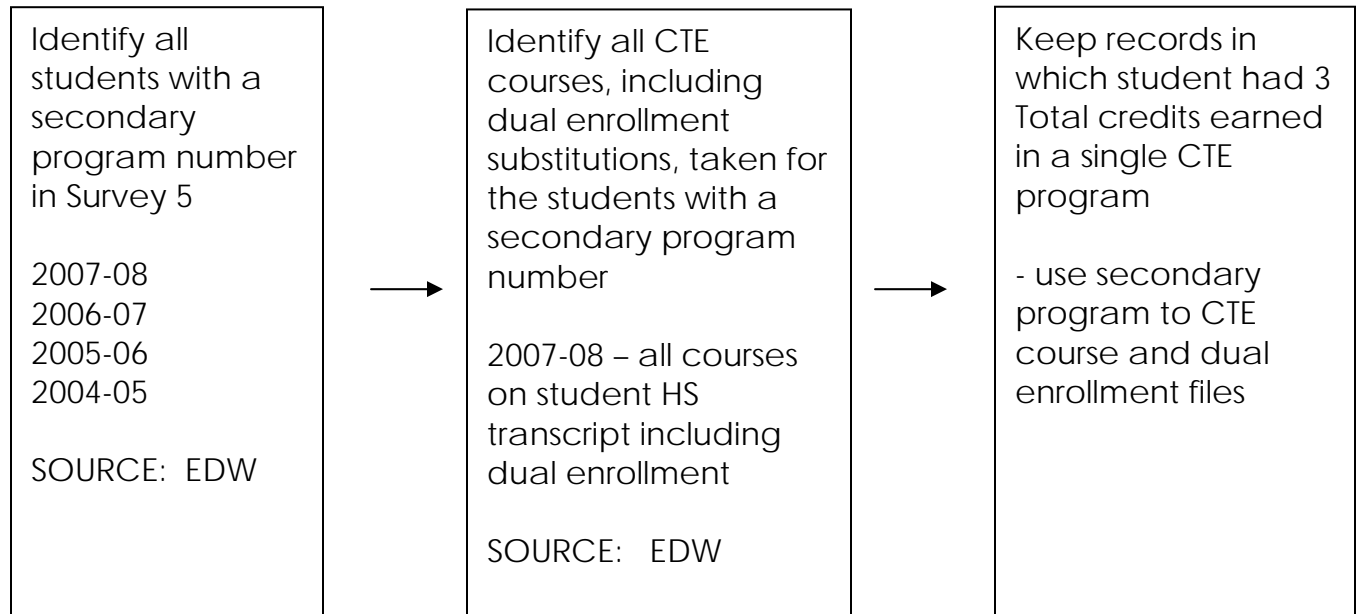 Identify all
students with a
secondary
program number
in Survey 5
2007-08
2006-07
2005-06
2004-05
SOURCE: EDW
Identify all CTE
courses, including
dual enrollment
substitutions, taken for
the students with a
secondary program
number
2007-08 – all courses
on student HS
transcript including
dual enrollment
SOURCE: EDW
Keep records in
which student had 3
Total credits earned
in a single CTE
program
- use secondary
program to CTE
course and dual
enrollment files